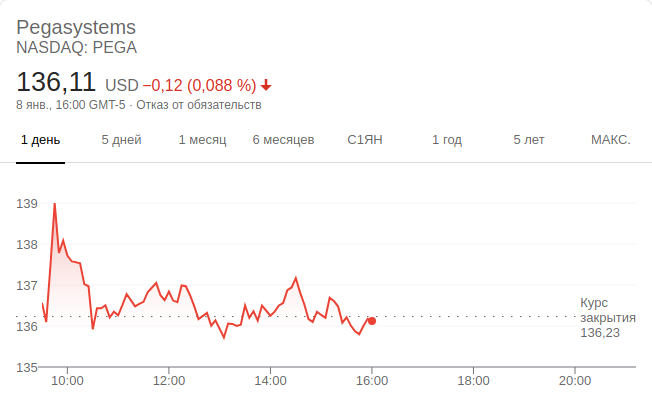 Pegasystems
NASDAQ: PEGA
136,11 USD −0,12 (0,088 %)
8 янв., 16:00 GMT-5 · Отказ от обязательств
1 день 5 дней 1 месяц 6 месяцев С1ЯН 1 год 5 лет МАКС.
139
138
137
136
135
Курс
закрытия
136,23
10:00 12:00 14:00 16:00 18:00 20:00